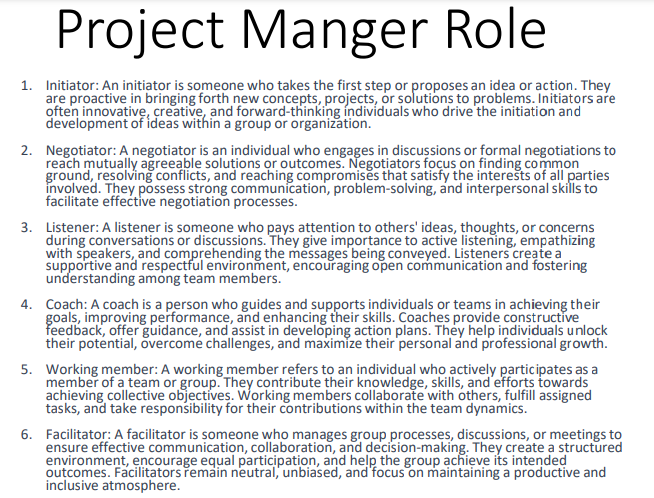 Project Manger Role
1. Initiator: An initiator is someone who takes the first step or proposes an idea or action. They
are proactive in bringing forth new concepts, projects, or solutions to problems. Initiators are
often innovative, creative, and forward-thinking individuals who drive the initiation and
development of ideas within a group or organization.
2. Negotiator: A negotiator is an individual who engages in discussions or formal negotiations to
reach mutually agreeable solutions or outcomes. Negotiators focus on finding common
ground, resolving conflicts, and reaching compromises that satisfy the interests of all parties
involved. They possess strong communication, problem-solving, and interpersonal skills to
facilitate effective negotiation processes.
3. Listener: A listener is someone who pays attention to others' ideas, thoughts, or concerns
during conversations or discussions. They give importance to active listening, empathizing
with speakers, and comprehending the messages being conveyed. Listeners create a
supportive and respectful environment, encouraging open communication and fostering
understanding among team members.
4. Coach: A coach is a person who guides and supports individuals or teams in achieving their
goals, improving performance, and enhancing their skills. Coaches provide constructive
feedback, offer guidance, and assist in developing action plans. They help individuals unlock
their potential, overcome challenges, and maximize their personal and professional growth.
5. Working member: A working member refers to an individual who actively participates as a
member of a team or group. They contribute their knowledge, skills, and efforts towards
achieving collective objectives. Working members collaborate with others, fulfill assigned
tasks, and take responsibility for their contributions within the team dynamics.
6. Facilitator: A facilitator is someone who manages group processes, discussions, or meetings to
ensure effective communication, collaboration, and decision-making. They create a structured
environment, encourage equal participation, and help the group achieve its intended
outcomes. Facilitators remain neutral, unbiased, and focus on maintaining a productive and
inclusive atmosphere.